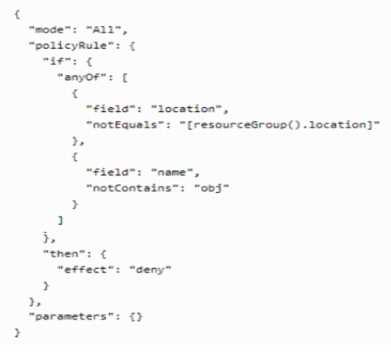 {
  "mode": "All",
  "policyRule": {
    "if": {
      "anyOf": [
        {
          "field": "location",
          "notEquals": "[resourceGroup().location]"
        },
        {
          "field": "name",
          "notContains": "obj"
        }
      ]
    },
    "then": {
      "effect": "deny"
    }
  },
  "parameters": {}
}